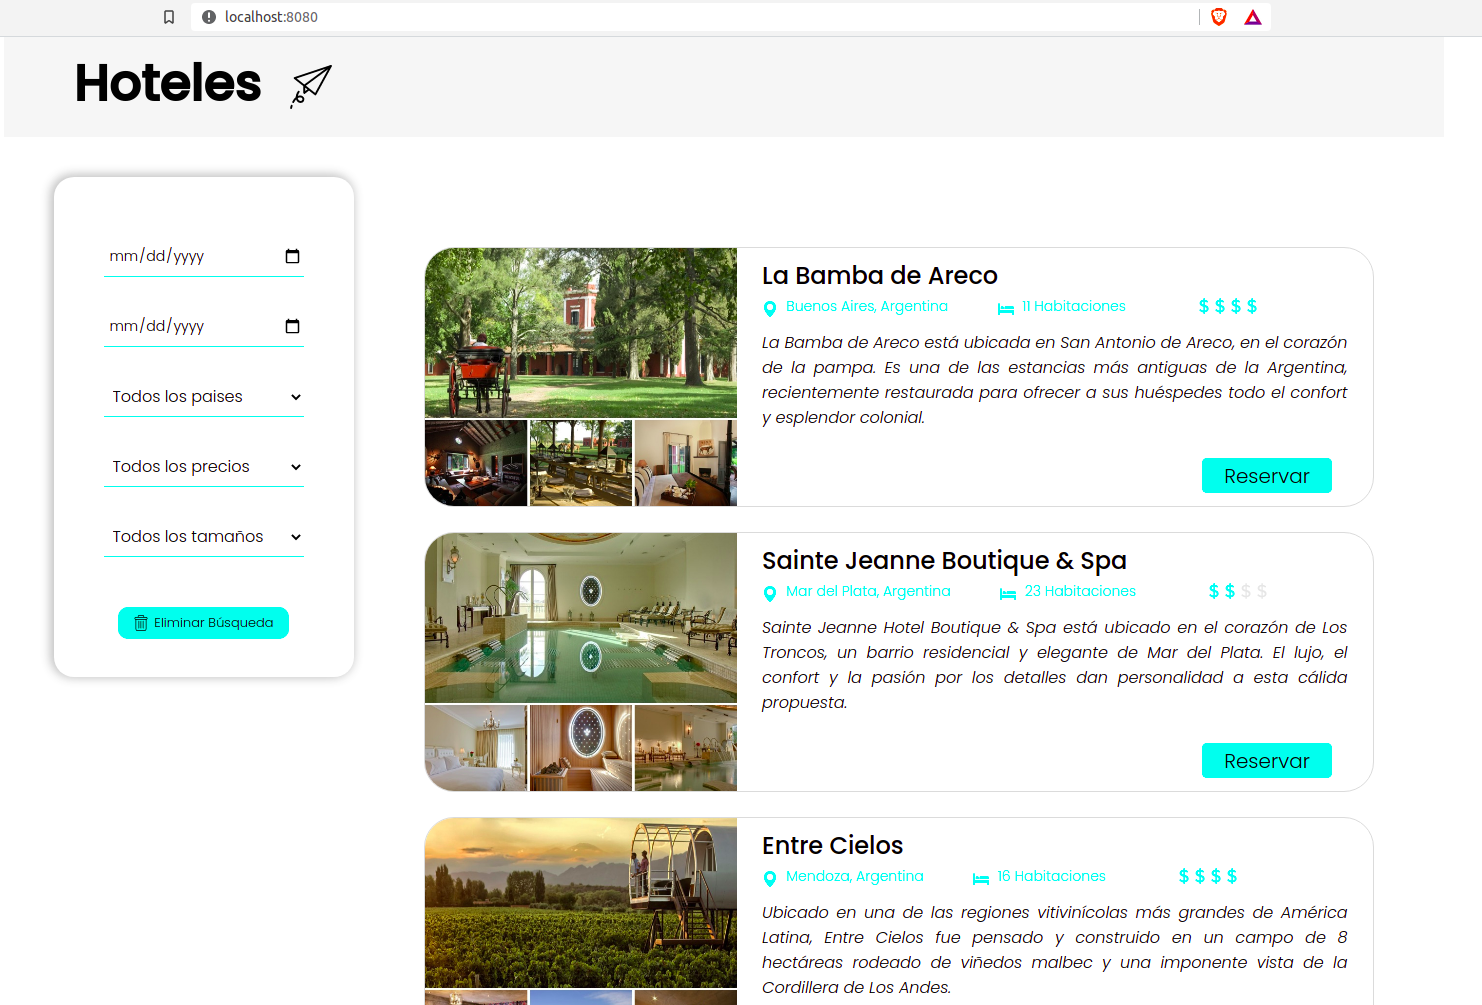 localhost:8080
Hoteles
mm/dd/yyyy
mm/dd/yyyy
Todos los paises
Todos los precios
Todos los tamaños
Eliminar Búsqueda
La Bamba de Areco
Buenos Aires, Argentina 11 Habitaciones $ $ $ $
La Bamba de Areco está ubicada en San Antonio de Areco, en el corazón
de la pampa. Es una de las estancias más antiguas de la Argentina,
recientemente restaurada para ofrecer a sus huéspedes todo el confort
y esplendor colonial.
Reservar
Sainte Jeanne Boutique & Spa
Mar del Plata, Argentina 23 Habitaciones $ $ $ $
Sainte Jeanne Hotel Boutique & Spa está ubicado en el corazón de Los
Troncos, un barrio residencial y elegante de Mar del Plata. El lujo, el
confort y la pasión por los detalles dan personalidad a esta cálida
propuesta.
Reservar
Entre Cielos
Mendoza, Argentina 16 Habitaciones $ $ $ $
Ubicado en una de las regiones vitivinícolas más grandes de América
Latina, Entre Cielos fue pensado y construido en un campo de 8
hectáreas rodeado de viñedos malbec y una imponente vista de la
Cordillera de Los Andes.